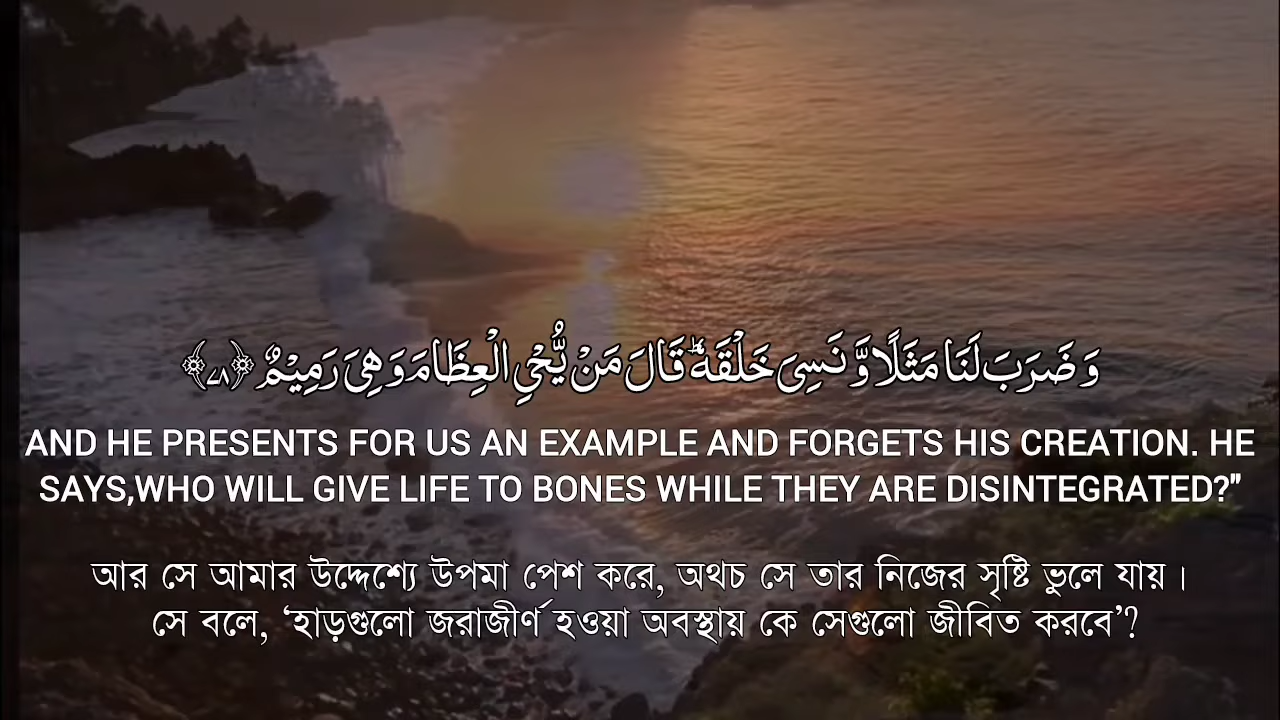 وَضَرَبَ لَنَا مَثَلًا وَّ نَسِیَ خَلْقَهٗ ؕ قَالَ مَنْ یُّحْیِ الْعِظَامَ وَ هِیَ رَمِیْمٌ ﴿۷۸﴾
AND HE PRESENTS FOR US AN EXAMPLE AND FORGETS HIS CREATION. HE
SAYS,WHO WILL GIVE LIFE TO BONES WHILE THEY ARE DISINTEGRATED?"
আর সে আমার উদ্দেশ্যে উপমা পেশ করে, অথচ সে তার নিজের সৃষ্টি ভুলে যায়।
সে বলে, ‘হাড়গুলো জরাজীর্ণ হওয়া অবস্থায় কে সেগুলো জীবিত করবে’?